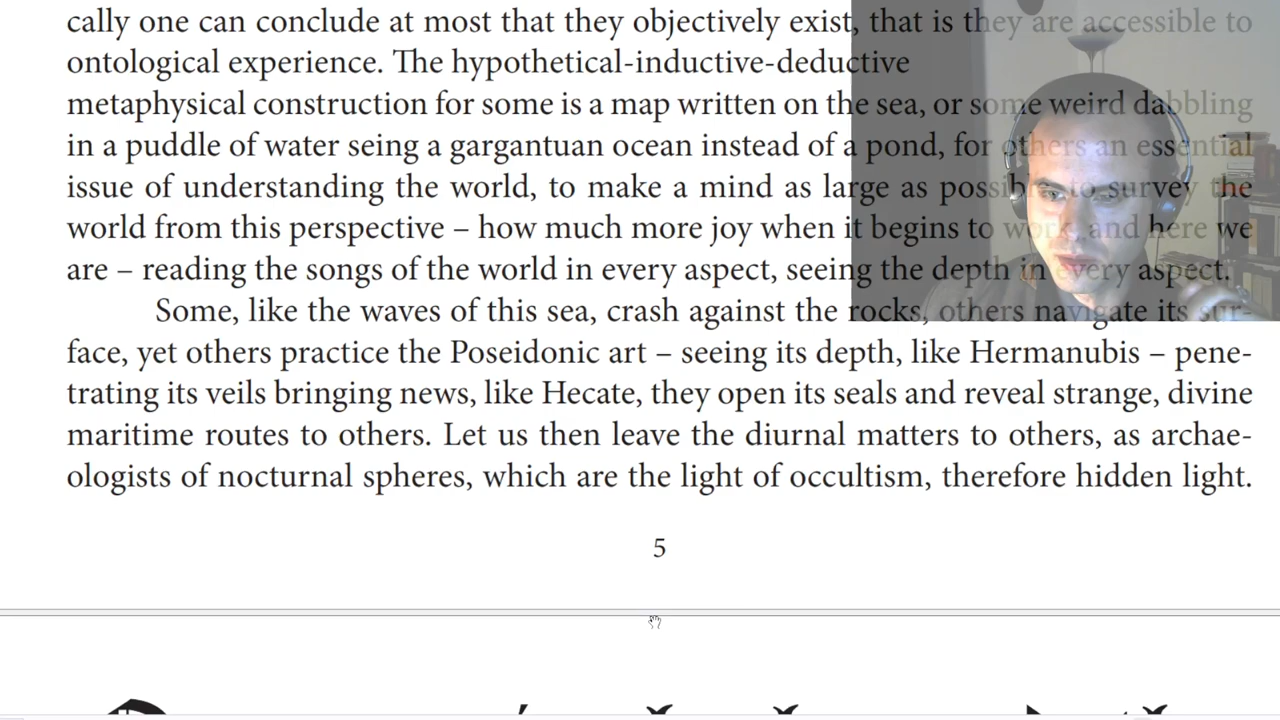 cally one can conclude at most that they objectively exist, that is they are accessible to
ontological experience. The hypothetical-inductive-deductive
metaphysical construction for some is a map written on the sea, or some weird dabbling
in a puddle of water seing a gargantuan ocean instead of a pond, for others an essential
issue of understanding the world, to make a mind as large as possible to survey the
world from this perspective – how much more joy when it begins to work, and here we
are – reading the songs of the world in every aspect, seeing the depth in every aspect.
Some, like the waves of this sea, crash against the rocks, others navigate its sur-
face, yet others practice the Poseidonic art – seeing its depth, like Hermanubis – pene-
trating its veils bringing news, like Hecate, they open its seals and reveal strange, divine
maritime routes to others. Let us then leave the diurnal matters to others, as archae-
ologists of nocturnal spheres, which are the light of occultism, therefore hidden light.
5